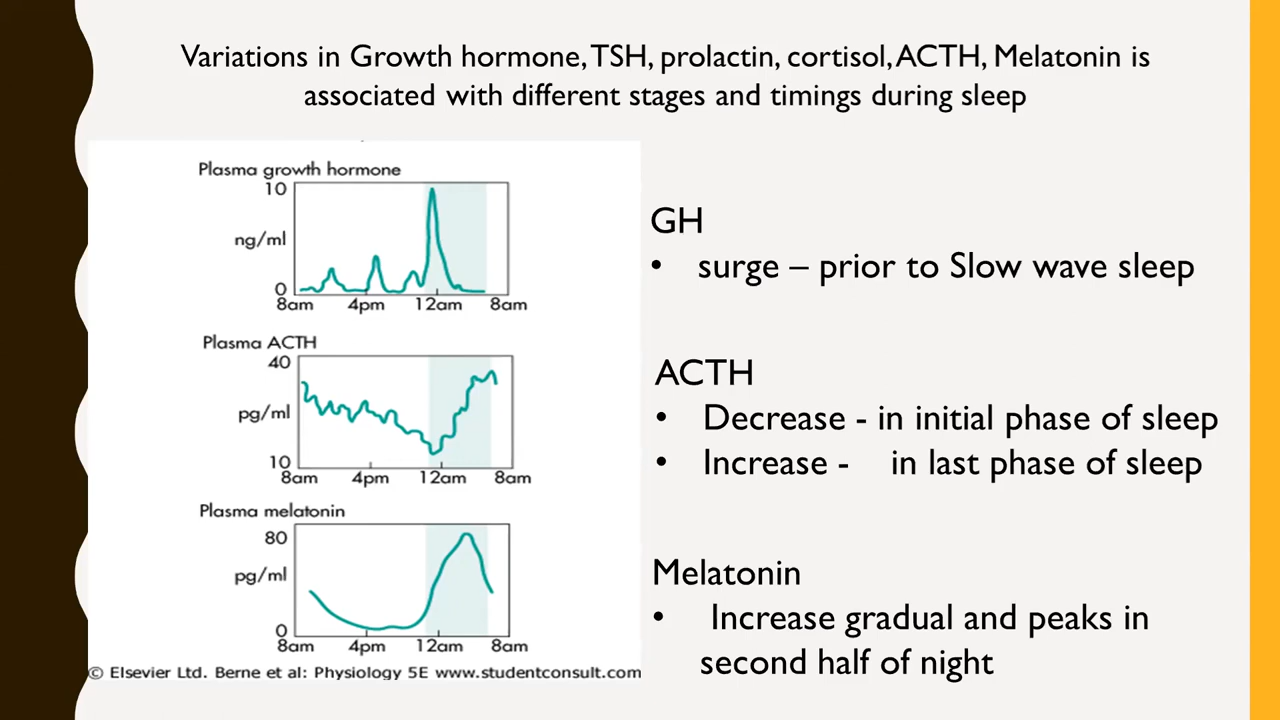 Variations in Growth hormone, TSH, prolactin, cortisol, ACTH, Melatonin is
associated with different stages and timings during sleep
Plasma growth hormone
10
ng/ml
0
8am 4pm 12am 8am
Plasma ACTH
40
pg/ml
10
8am 4pm 12am 8am
Plasma melatonin
80
pg/ml
0
8am 4pm 12am 8am
© Elsevier Ltd. Berne et al: Physiology 5E www.studentconsult.com
GH
• surge – prior to Slow wave sleep
ACTH
• Decrease - in initial phase of sleep
• Increase - in last phase of sleep
Melatonin
• Increase gradual and peaks in
second half of night